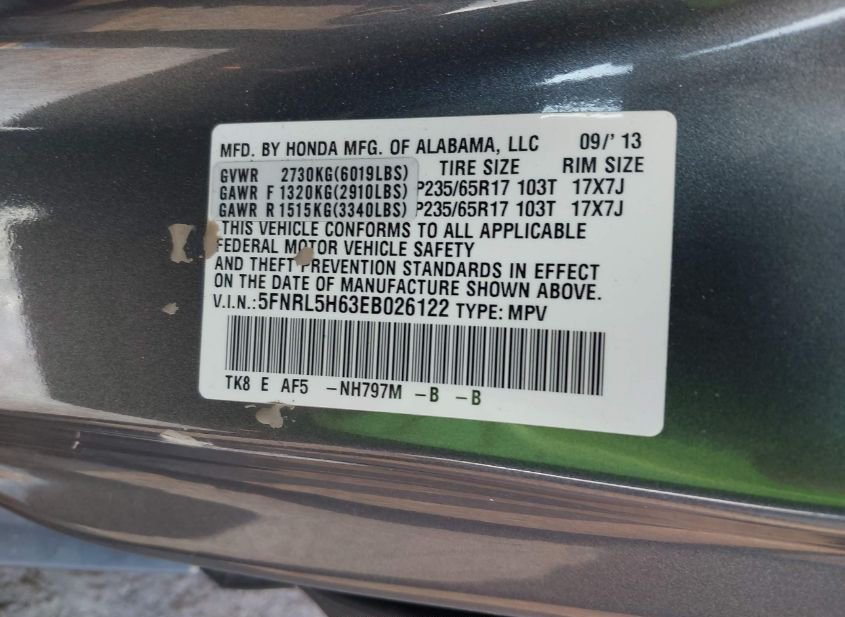 MFD. BY HONDA MFG. OF ALABAMA, LLC 09/' 13
GVWR 2730KG(6019LBS) TIRE SIZE RIM SIZE
GAWR F 1320KG(2910LBS) P235/65R17 103T 17X7J
GAWR R 1515KG(3340LBS) P235/65R17 103T 17X7J
THIS VEHICLE CONFORMS TO ALL APPLICABLE
FEDERAL MOTOR VEHICLE SAFETY
AND THEFT PREVENTION STANDARDS IN EFFECT
ON THE DATE OF MANUFACTURE SHOWN ABOVE.
V.I.N.:5FNRL5H63EB026122 TYPE: MPV
TK8 E AF5 -NH797M -B -B